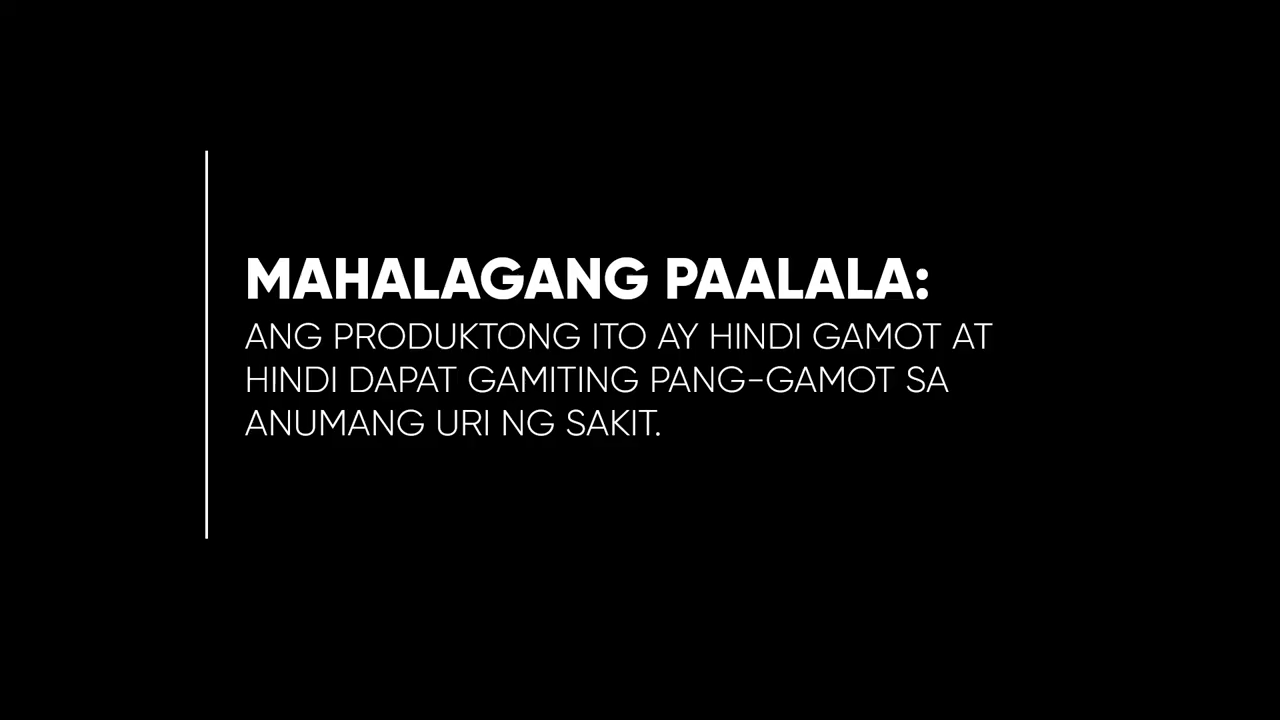 MAHALAGANG PAALALA:
ANG PRODUKTONG ITO AY HINDI GAMOT AT
HINDI DAPAT GAMITING PANG-GAMOT SA
ANUMANG URI NG SAKIT.